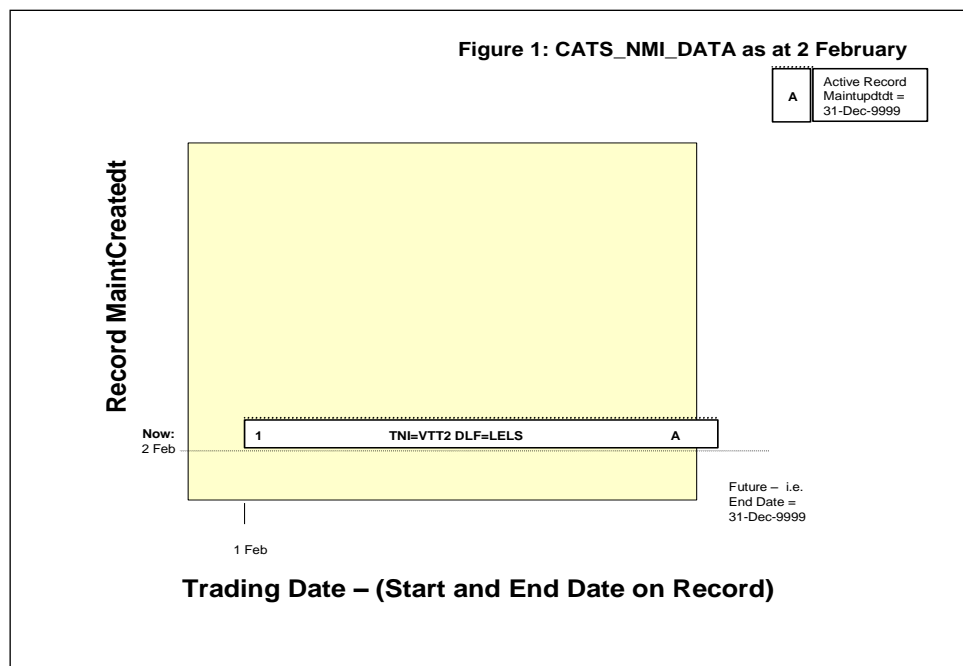 Figure 1: CATS_NMI_DATA as at 2 February
A
Active Record
Maintupdtdt =
31-Dec-9999
Record MaintCreatedt
Now:
2 Feb
1 TNI=VTT2 DLF=LELS A
Future – i.e.
End Date =
31-Dec-9999
1 Feb
Trading Date – (Start and End Date on Record)